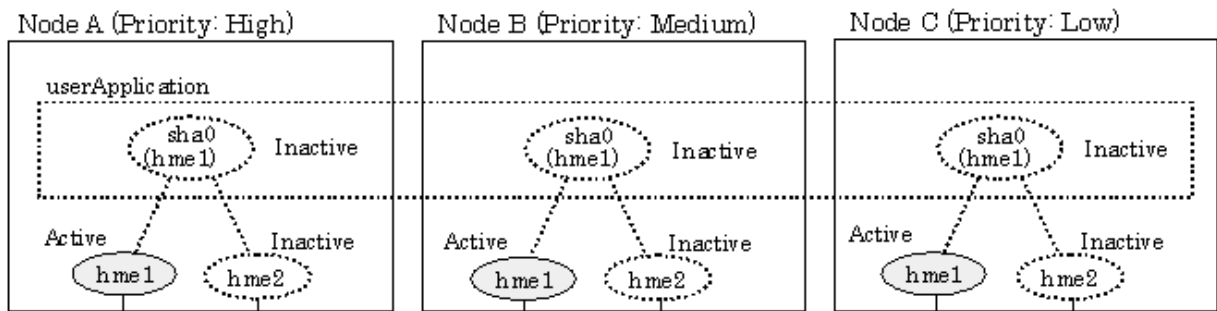 Node A (Priority: High)
Node B (Priority: Medium)
Node C (Priority: Low)
userApplication
sha0
(hme1)
Inactive
sha0
(hme1)
Inactive
sha0
(hme1)
Inactive
Active
Inactive
Active
Inactive
Active
Inactive
hme1
hme2
hme1
hme2
hme1
hme2